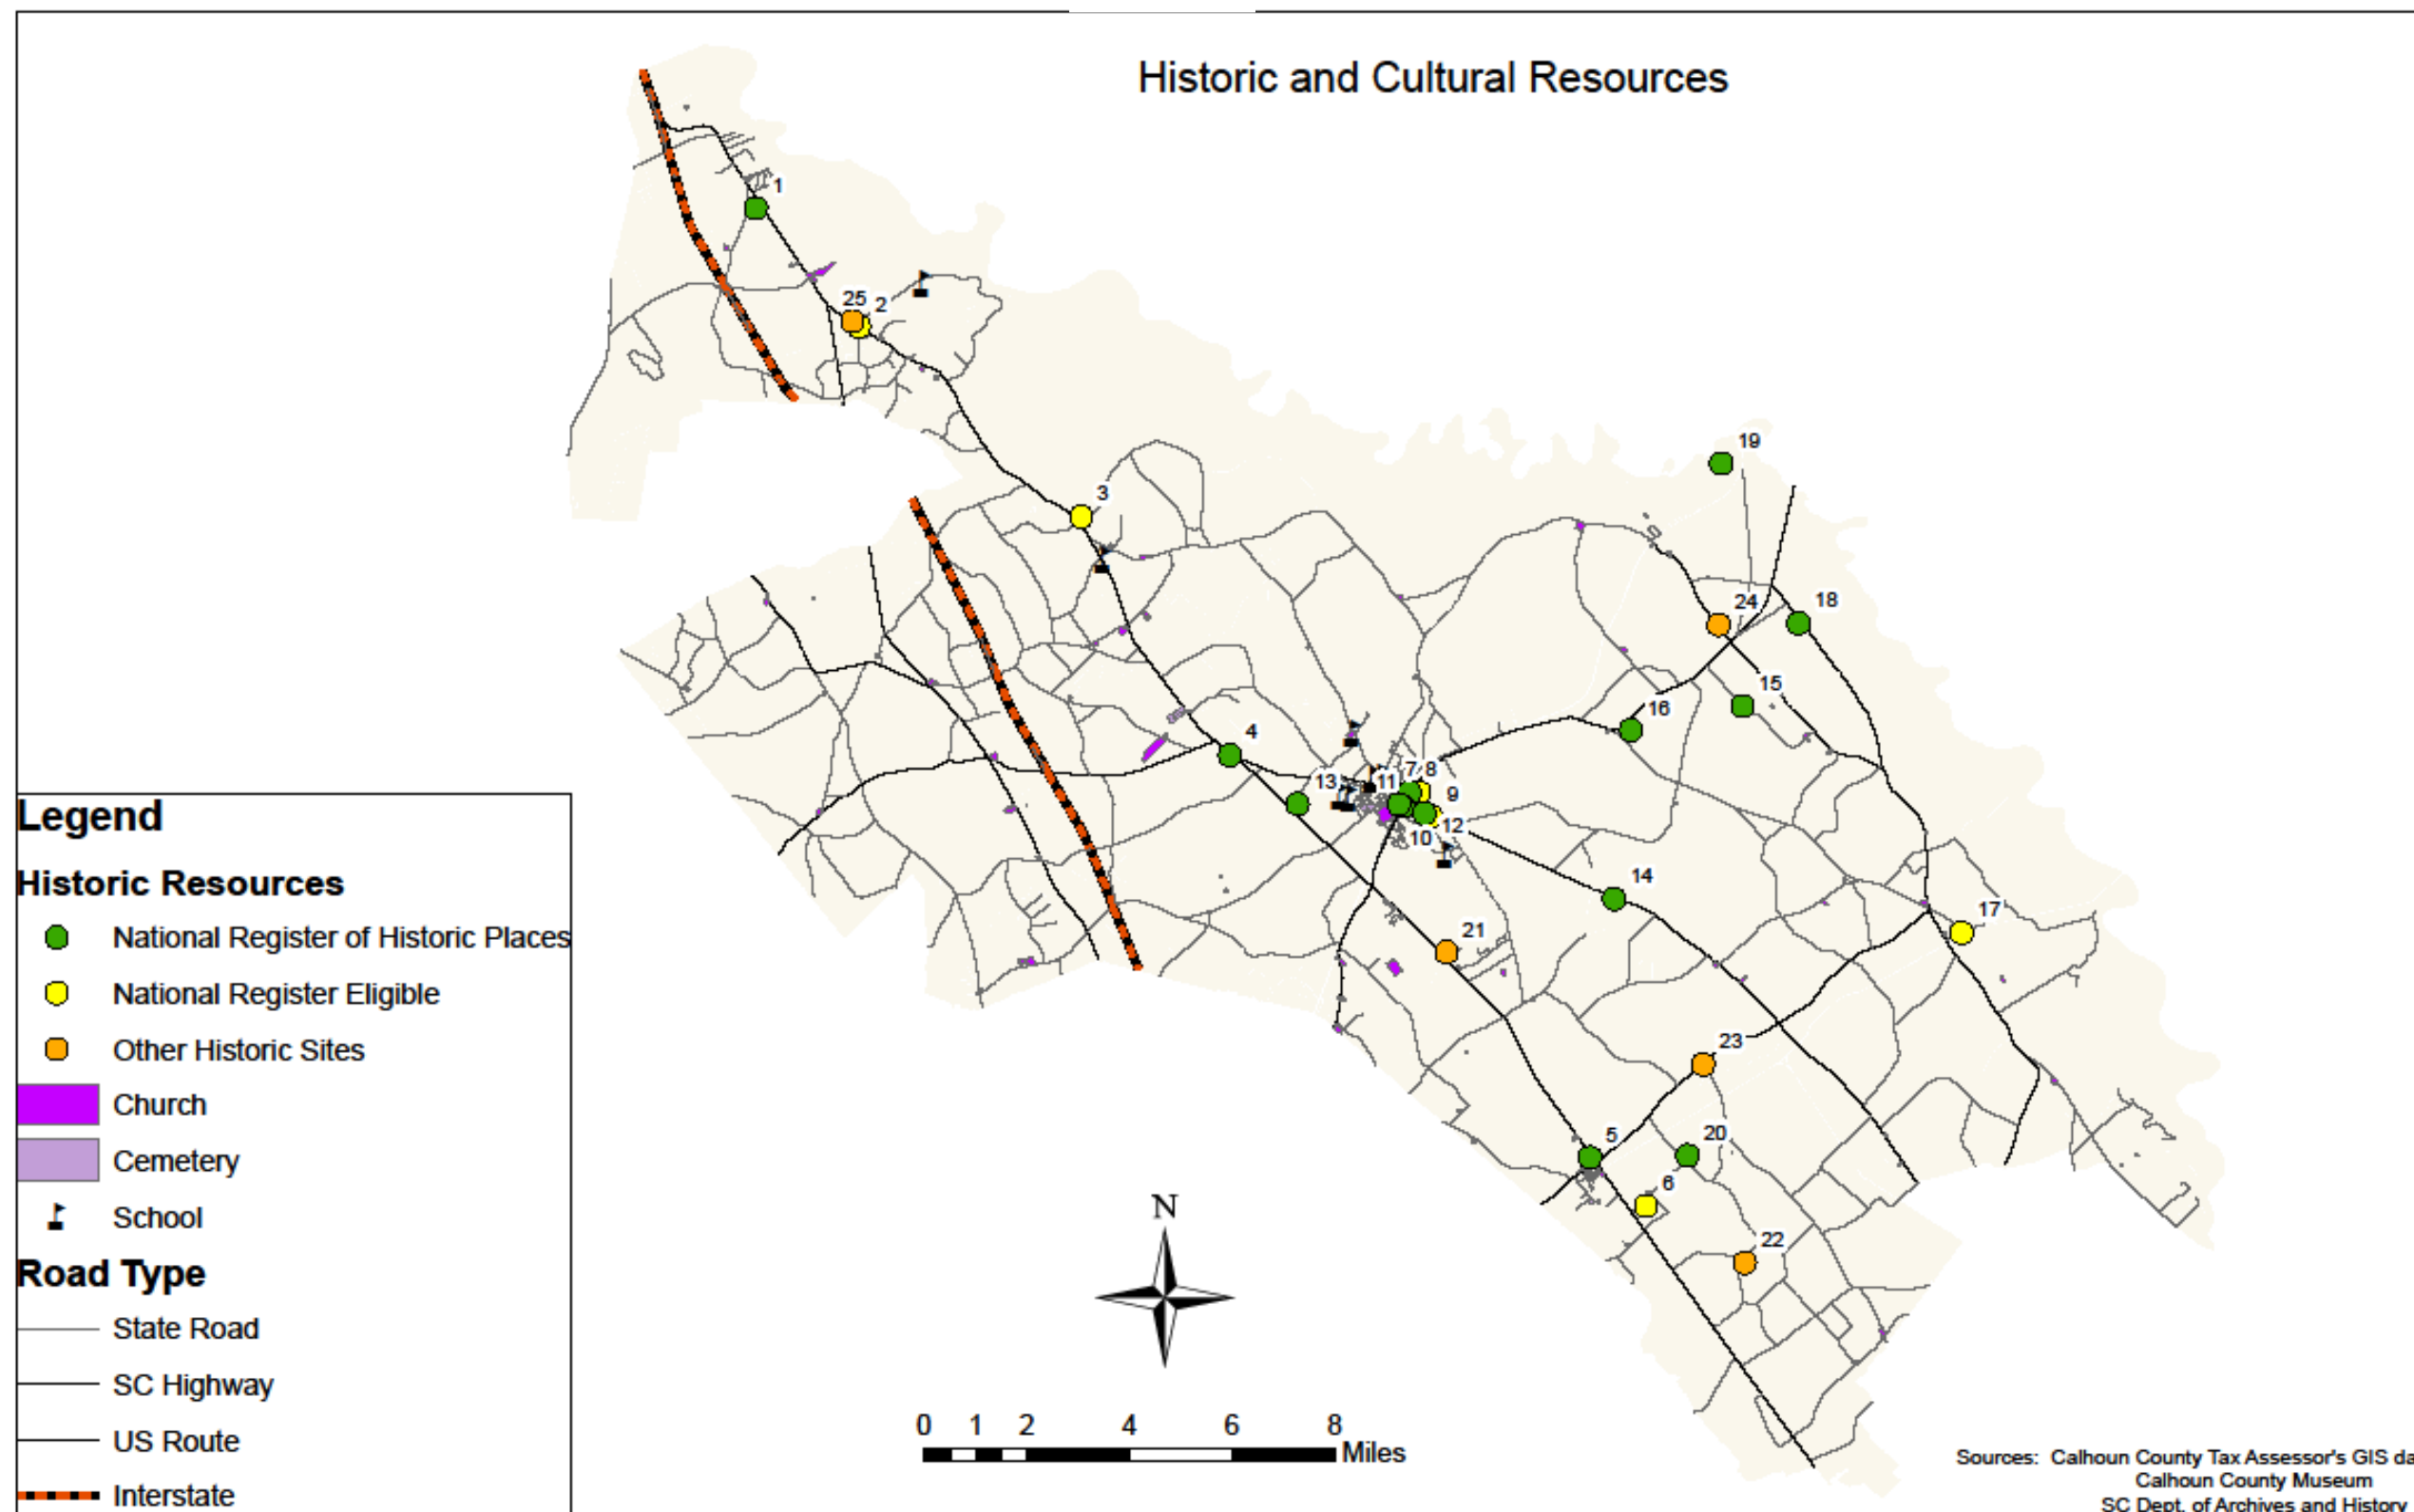 Historic and Cultural Resources
1
25 2
19
3
24
18
15
16
4
13 11 7 8
9
12
10
14
17
21
23
5
20
6
22
Legend
Historic Resources
National Register of Historic Places
National Register Eligible
Other Historic Sites
Church
Cemetery
School
Road Type
State Road
SC Highway
US Route
Interstate
N
0 1 2 4 6 8
Miles
Sources: Calhoun County Tax Assessor's GIS da
Calhoun County Museum
SC Dept. of Archives and History